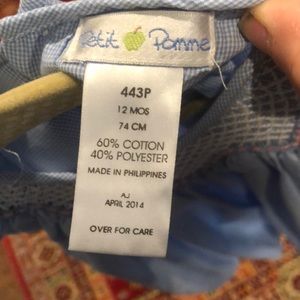 Petit Pomme
443P
12 MOS
74 CM
60% COTTON
40% POLYESTER
MADE IN PHILIPPINES
AJ
APRIL 2014
OVER FOR CARE